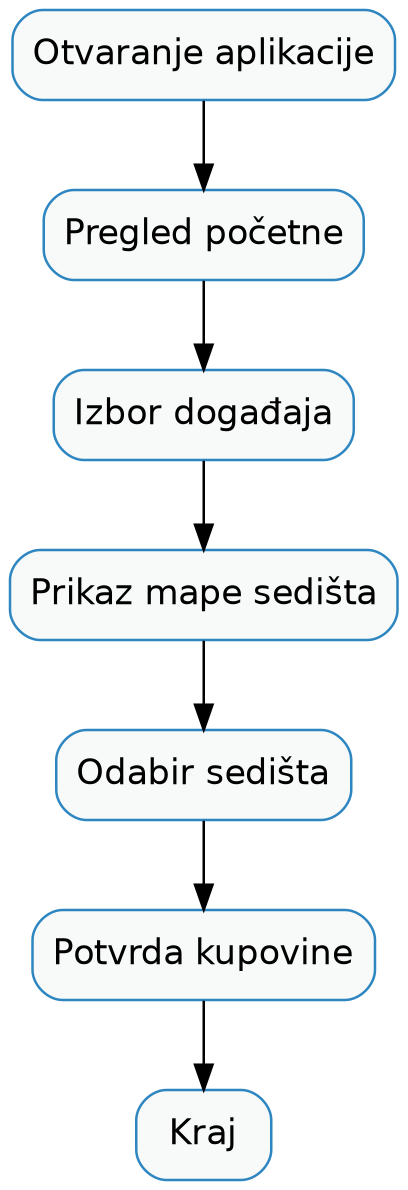 Otvaranje aplikacije
Pregled početne
Izbor događaja
Prikaz mape sedišta
Odabir sedišta
Potvrda kupovine
Kraj